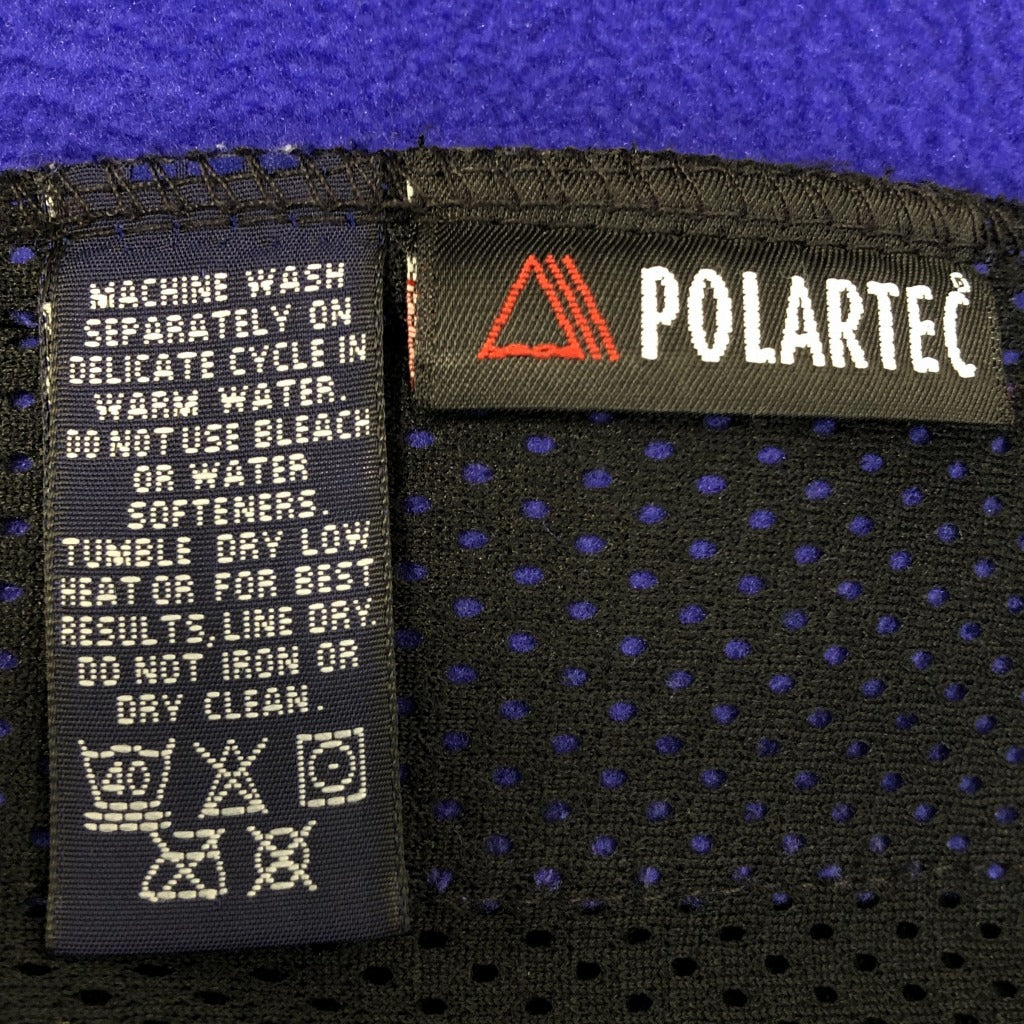 MACHINE WASH
SEPARATELY ON
DELICATE CYCLE IN
WARM WATER.
DO NOT USE BLEACH
OR WATER
SOFTENERS.
TUMBLE DRY LOW
HEAT OR FOR BEST
RESULTS, LINE DRY.
DO NOT IRON OR
DRY CLEAN.
40
POLARTEC®